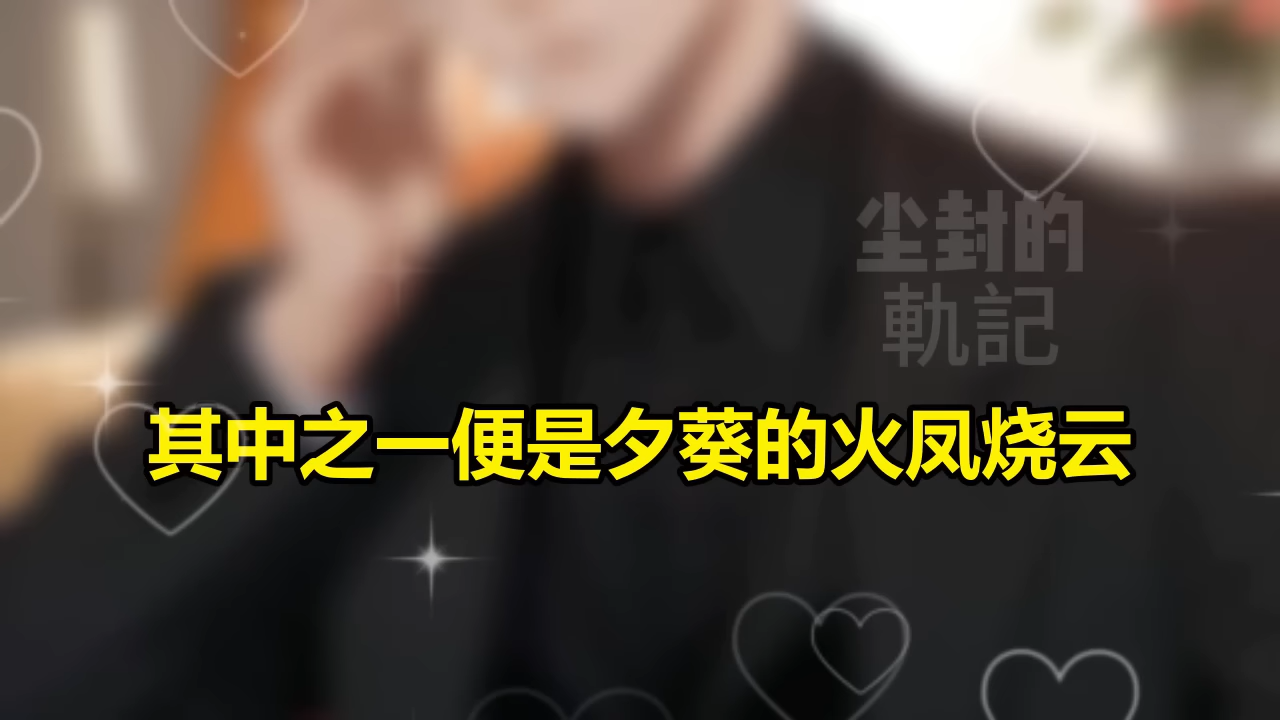 尘封的
軌記
其中之一便是夕葵的火凤烧云